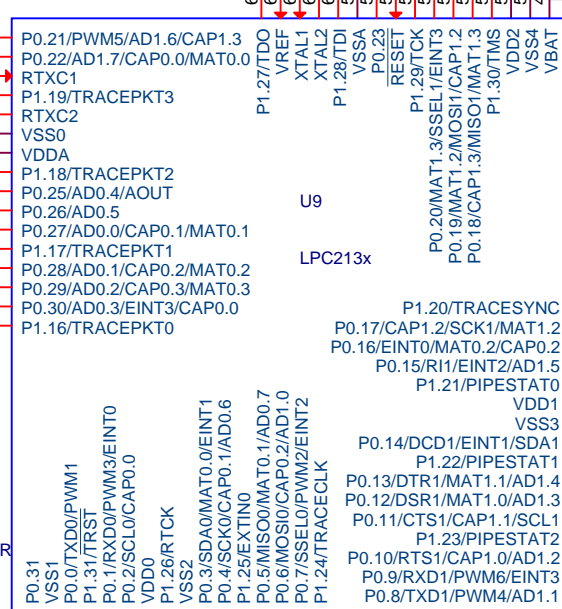 P0.21/PWM5/AD1.6/CAP1.3
P0.22/AD1.7/CAP0.0/MAT0.0
RTXC1
P1.19/TRACEPKT3
RTXC2
VSS0
VDDA
P1.18/TRACEPKT2
P0.25/AD0.4/AOUT
P0.26/AD0.5
P0.27/AD0.0/CAP0.1/MAT0.1
P1.17/TRACEPKT1
P0.28/AD0.1/CAP0.2/MAT0.2
P0.29/AD0.2/CAP0.3/MAT0.3
P0.30/AD0.3/EINT3/CAP0.0
P1.16/TRACEPKT0
P1.27/TDO
VREF
XTAL1
XTAL2
P1.28/TDI
VSSA
P0.23
RESET
P1.29/TCK
P0.20/MAT1.3/SSEL1/EINT3
P0.19/MAT1.2/MOSI1/CAP1.2
P0.18/CAP1.3/MISO1/MAT1.3
P1.30/TMS
VDD2
VSS4
VBAT
U9
LPC213x
P1.20/TRACESYNC
P0.17/CAP1.2/SCK1/MAT1.2
P0.16/EINT0/MAT0.2/CAP0.2
P0.15/RI1/EINT2/AD1.5
P1.21/PIPESTAT0
VDD1
VSS3
P0.14/DCD1/EINT1/SDA1
P1.22/PIPESTAT1
P0.13/DTR1/MAT1.1/AD1.4
P0.12/DSR1/MAT1.0/AD1.3
P0.11/CTS1/CAP1.1/SCL1
P1.23/PIPESTAT2
P0.10/RTS1/CAP1.0/AD1.2
P0.9/RXD1/PWM6/EINT3
P0.8/TXD1/PWM4/AD1.1
R
P0.31
VSS1
P0.0/TXD0/PWM1
P1.31/TRST
P0.1/RXD0/PWM3/EINT0
P0.2/SCL0/CAP0.0
VDD0
P1.26/RTCK
VSS2
P0.3/SDA0/MAT0.0/EINT1
P0.4/SCK0/CAP0.1/AD0.6
P1.25/EXTIN0
P0.5/MISO0/MAT0.1/AD0.7
P0.6/MOSI0/CAP0.2/AD1.0
P0.7/SSEL0/PWM2/EINT2
P1.24/TRACECLK